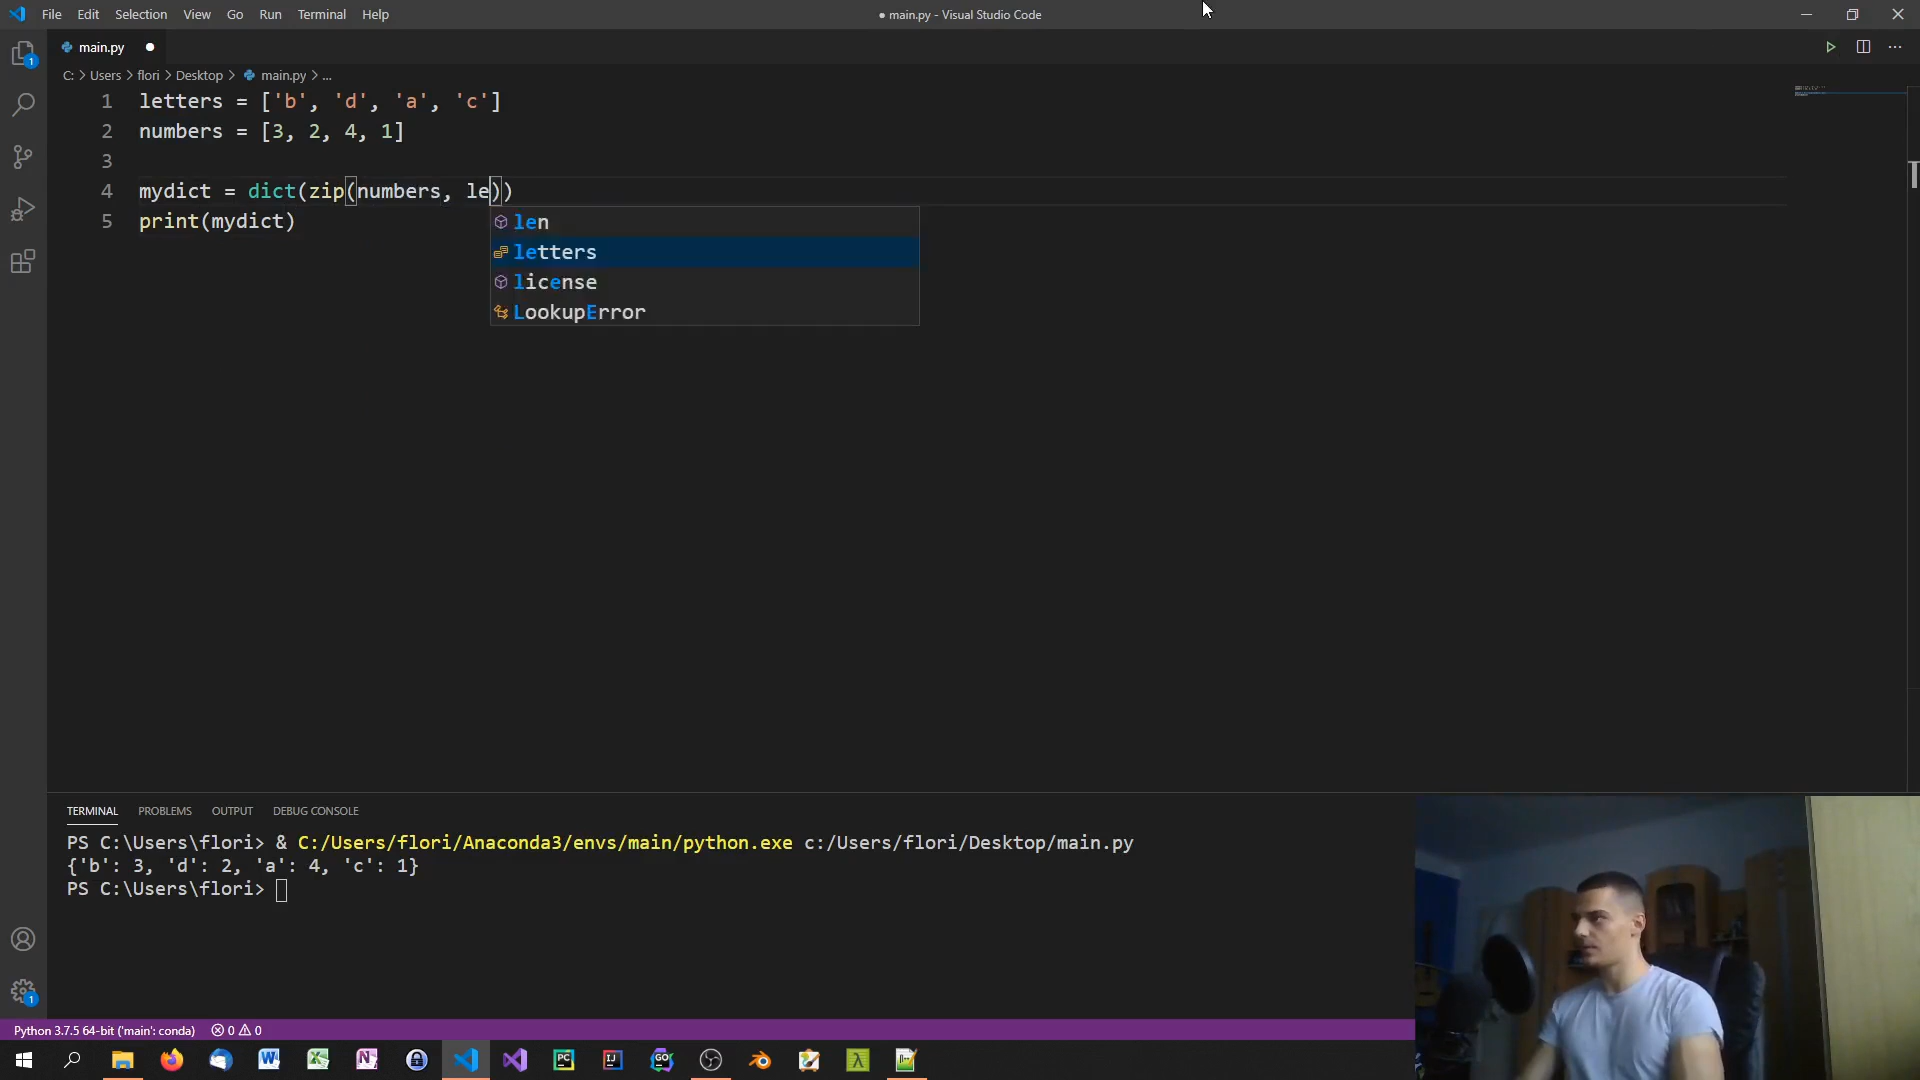 File Edit Selection View Go Run Terminal Help
● main.py - Visual Studio Code
main.py
C: > Users > flori > Desktop > main.py > ...
1 letters = ['b', 'd', 'a', 'c']
2 numbers = [3, 2, 4, 1]
3
4 mydict = dict(zip(numbers, le))
5 print(mydict)
len
letters
license
LookupError
TERMINAL PROBLEMS OUTPUT DEBUG CONSOLE
PS C:\Users\flori> & C:/Users/flori/Anaconda3/envs/main/python.exe c:/Users/flori/Desktop/main.py
{'b': 3, 'd': 2, 'a': 4, 'c': 1}
PS C:\Users\flori>
Python 3.7.5 64-bit ('main': conda) 0 0